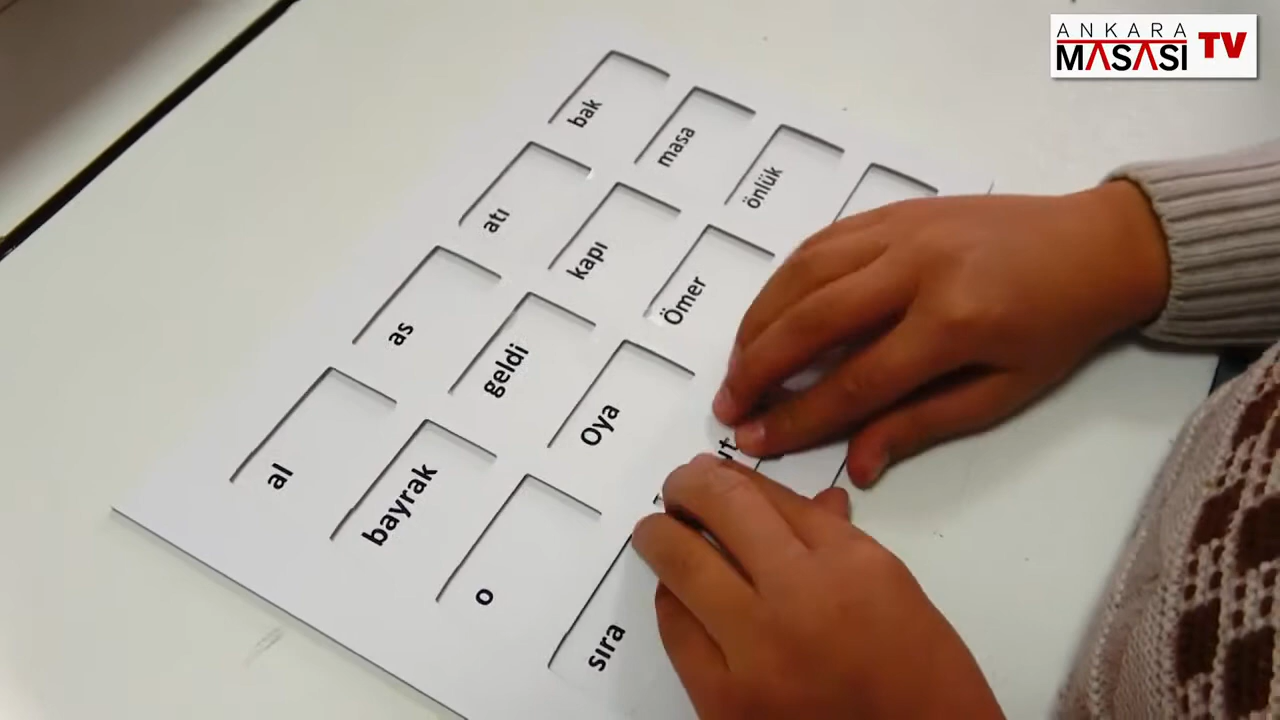 ANKARA
MASASI TV
bak
masa
önlük
atı
kapı
Ömer
as
geldi
Oya
al
bayrak
o
sıra